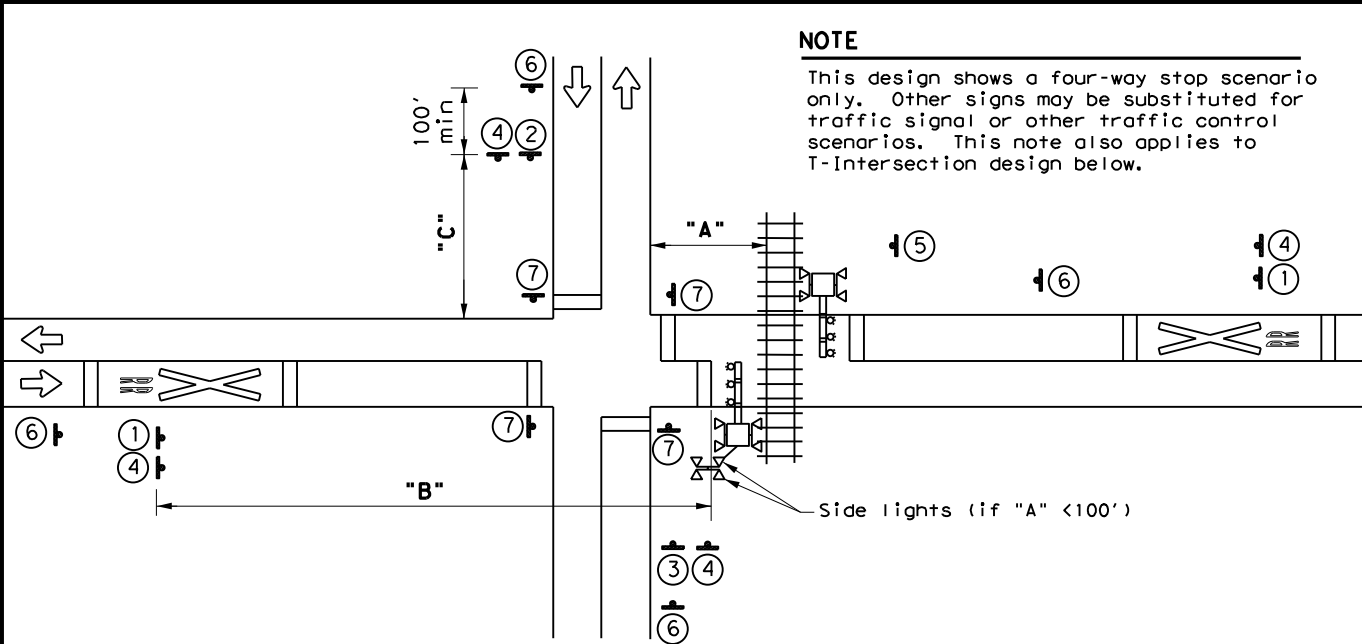 NOTE
This design shows a four-way stop scenario
only. Other signs may be substituted for
traffic signal or other traffic control
scenarios. This note also applies to
T-Intersection design below.
6
100'
min
4 2
"C"
7
"A"
5
4
6
1
7
RR
RR
6
1
7
7
4
"B"
Side lights (if "A" <100')
3 4
6